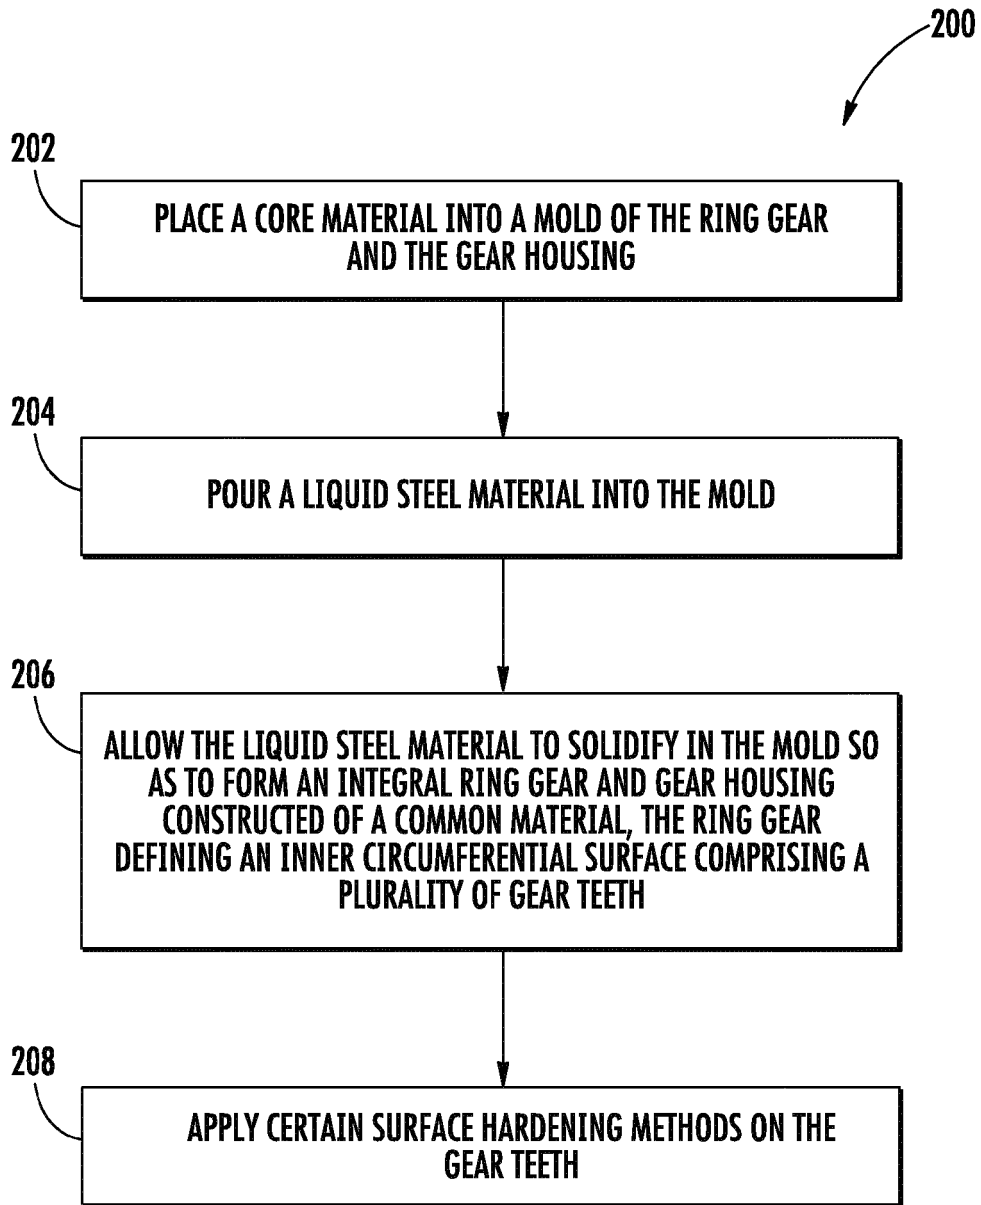 200
202
PLACE A CORE MATERIAL INTO A MOLD OF THE RING GEAR
AND THE GEAR HOUSING
204
POUR A LIQUID STEEL MATERIAL INTO THE MOLD
206
ALLOW THE LIQUID STEEL MATERIAL TO SOLIDIFY IN THE MOLD SO
AS TO FORM AN INTEGRAL RING GEAR AND GEAR HOUSING
CONSTRUCTED OF A COMMON MATERIAL, THE RING GEAR
DEFINING AN INNER CIRCUMFERENTIAL SURFACE COMPRISING A
PLURALITY OF GEAR TEETH
208
APPLY CERTAIN SURFACE HARDENING METHODS ON THE
GEAR TEETH